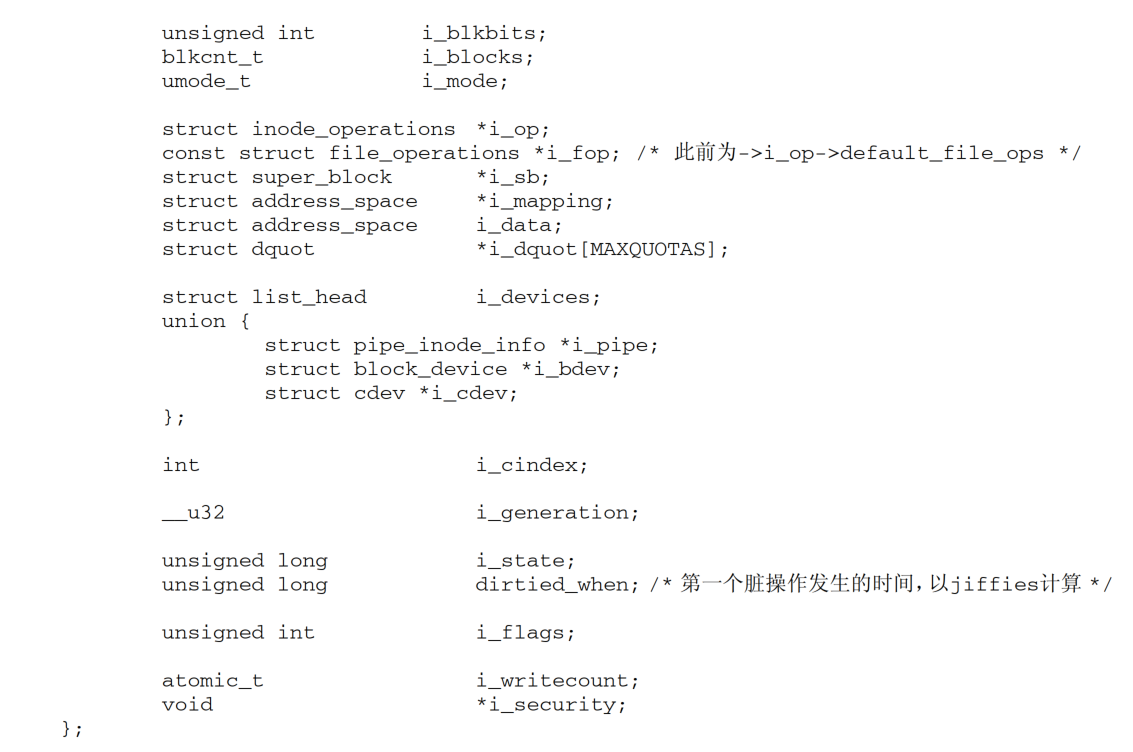 unsigned int i_blkbits;
blkcnt_t i_blocks;
umode_t i_mode;
struct inode_operations *i_op;
const struct file_operations *i_fop; /* 此前为->i_op->default_file_ops */
struct super_block *i_sb;
struct address_space *i_mapping;
struct address_space i_data;
struct dquot *i_dquot[MAXQUOTAS];
struct list_head i_devices;
union {
struct pipe_inode_info *i_pipe;
struct block_device *i_bdev;
struct cdev *i_cdev;
};
int i_cindex;
__u32 i_generation;
unsigned long i_state;
unsigned long dirtied_when; /* 第一个脏操作发生的时间，以jiffies计算 */
unsigned int i_flags;
atomic_t i_writecount;
void *i_security;
};